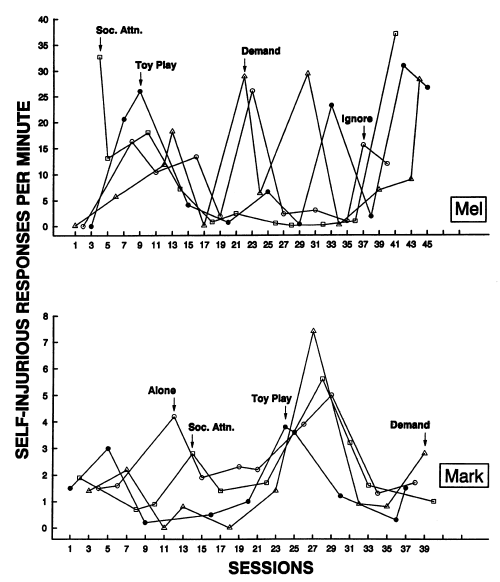 SELF-INJURIOUS RESPONSES PER MINUTE
40
35
30
25
20
15
10
5
0
Soc. Attn.
Toy Play
Demand
Ignore
Mel
1 3 5 7 9 11 13 15 17 19 21 23 25 27 29 31 33 35 37 39 41 43 45
8
7
6
5
4
3
2
1
0
Alone
Soc. Attn.
Toy Play
Demand
Mark
1 3 5 7 9 11 13 15 17 19 21 23 25 27 29 31 33 35 37 39
SESSIONS